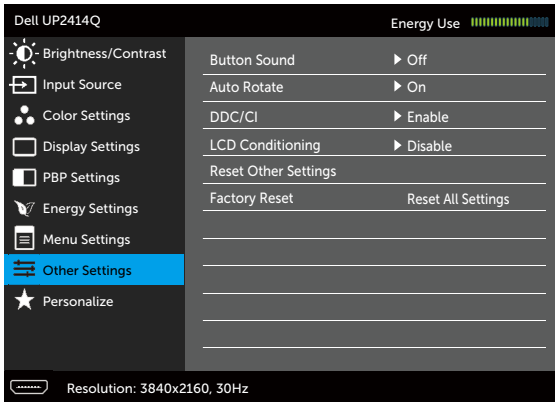 Dell UP2414Q
Energy Use
Brightness/Contrast
Input Source
Color Settings
Display Settings
PBP Settings
Energy Settings
Menu Settings
Other Settings
Personalize
Button Sound Off
Auto Rotate On
DDC/CI Enable
LCD Conditioning Disable
Reset Other Settings
Factory Reset Reset All Settings
Resolution: 3840x2160, 30Hz